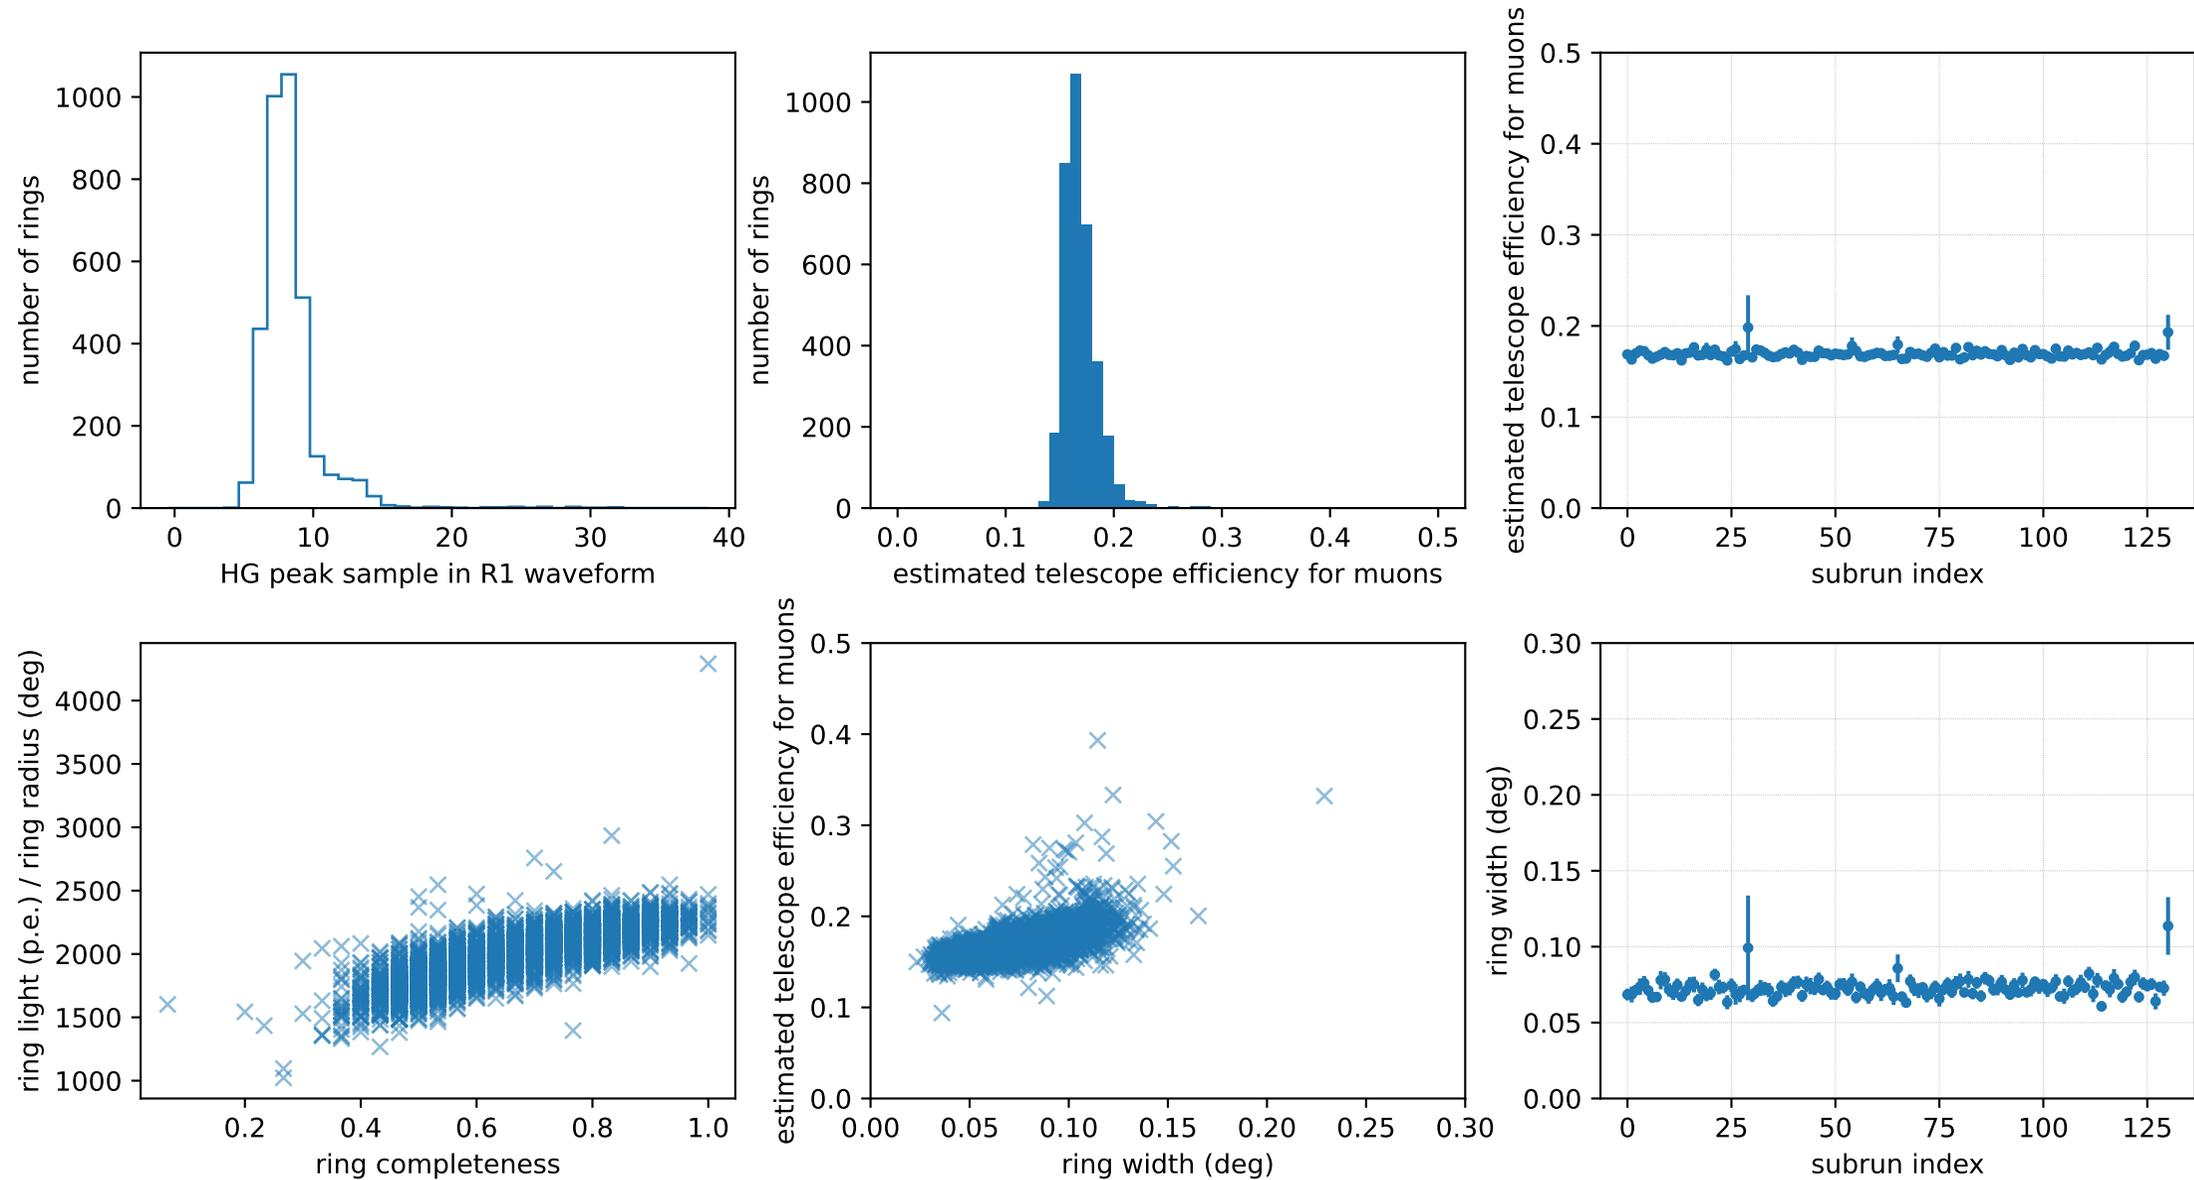 1000
800
600
400
200
0
number of rings
0 10 20 30 40
HG peak sample in R1 waveform
1000
800
600
400
200
0
number of rings
0.0 0.1 0.2 0.3 0.4 0.5
estimated telescope efficiency for muons
0.5
0.4
0.3
0.2
0.1
0.0
estimated telescope efficiency for muons
0 25 50 75 100 125
subrun index
4000
3500
3000
2500
2000
1500
1000
ring light (p.e.) / ring radius (deg)
0.2 0.4 0.6 0.8 1.0
ring completeness
0.5
0.4
0.3
0.2
0.1
0.0
estimated telescope efficiency for muons
0.00 0.05 0.10 0.15 0.20 0.25 0.30
ring width (deg)
0.30
0.25
0.20
0.15
0.10
0.05
0.00
ring width (deg)
0 25 50 75 100 125
subrun index